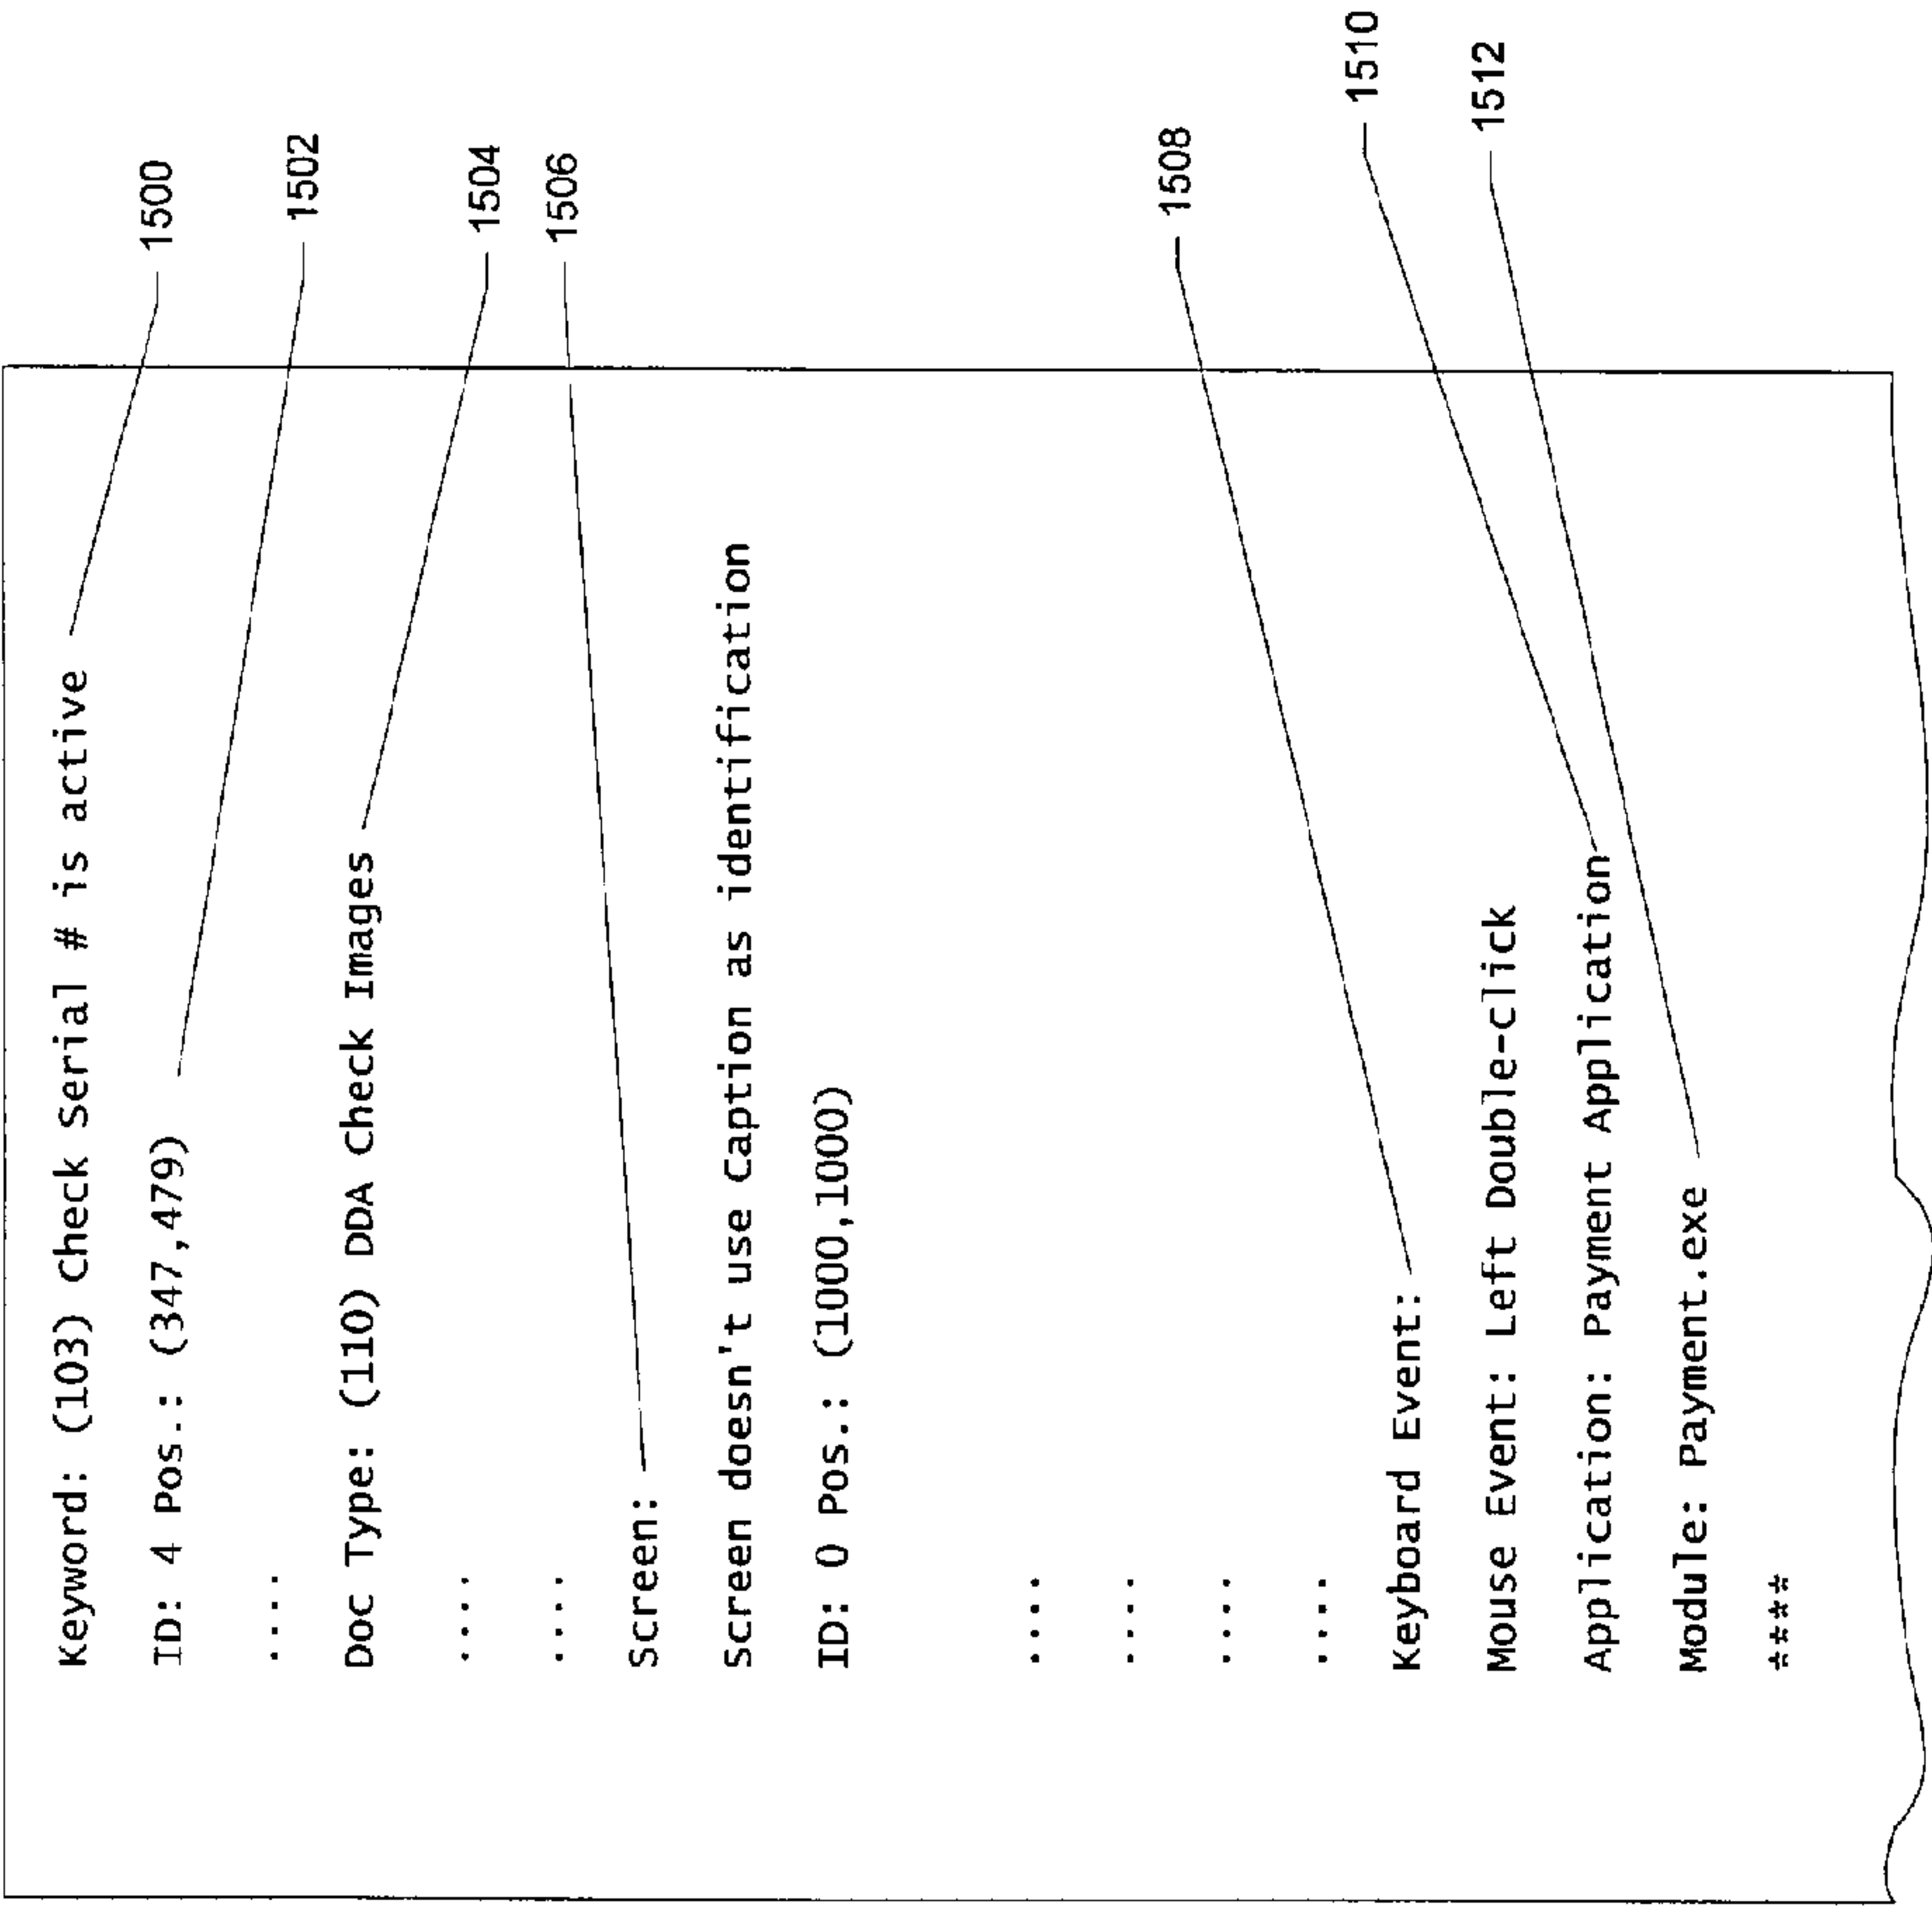 Keyword: (103) Check Serial # is active
1500
ID: 4 Pos.: (347,479)
1502
....
Doc Type: (110) DDA Check Images
1504
....
....
Screen:
1506
Screen doesn't use Caption as identification
ID: 0 Pos.: (1000,1000)
....
....
....
....
Keyboard Event:
1508
Mouse Event: Left Double-click
Application: Payment Application
1510
Module: Payment.exe
1512
****